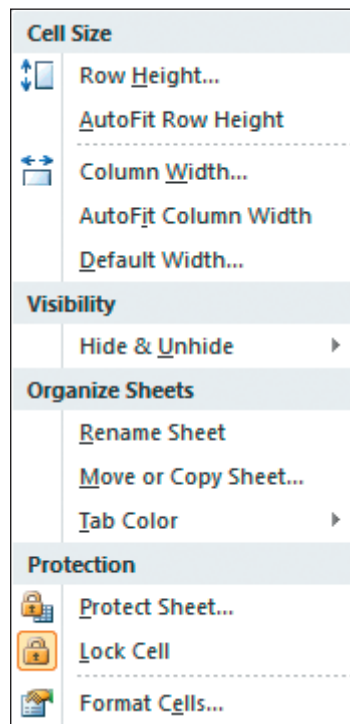 Cell Size
Row Height...
AutoFit Row Height
Column Width...
AutoFit Column Width
Default Width...
Visibility
Hide & Unhide
Organize Sheets
Rename Sheet
Move or Copy Sheet...
Tab Color
Protection
Protect Sheet...
Lock Cell
Format Cells...